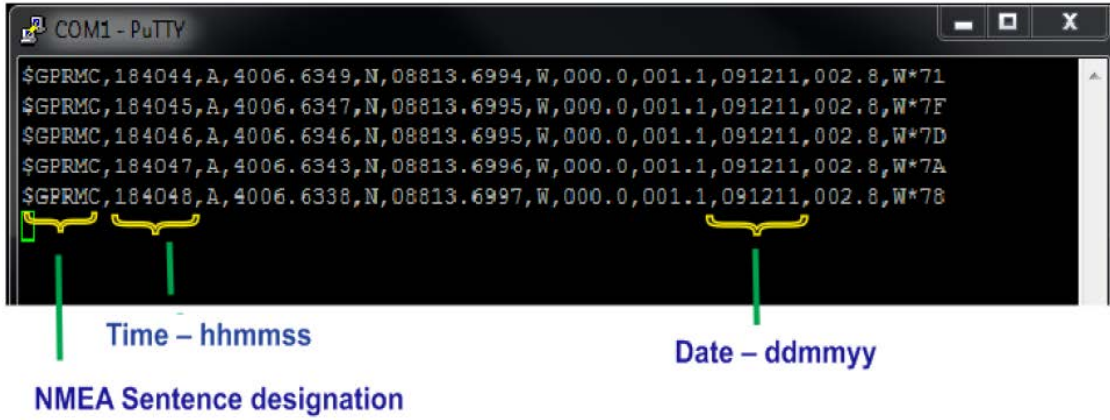 COM1 - PuTTY
$GPRMC,184044,A,4006.6349,N,08813.6994,W,000.0,001.1,091211,002.8,W*71
$GPRMC,184045,A,4006.6347,N,08813.6995,W,000.0,001.1,091211,002.8,W*7F
$GPRMC,184046,A,4006.6346,N,08813.6995,W,000.0,001.1,091211,002.8,W*7D
$GPRMC,184047,A,4006.6343,N,08813.6996,W,000.0,001.1,091211,002.8,W*7A
$GPRMC,184048,A,4006.6338,N,08813.6997,W,000.0,001.1,091211,002.8,W*78
Time – hhmmss
Date – ddmmyy
NMEA Sentence designation